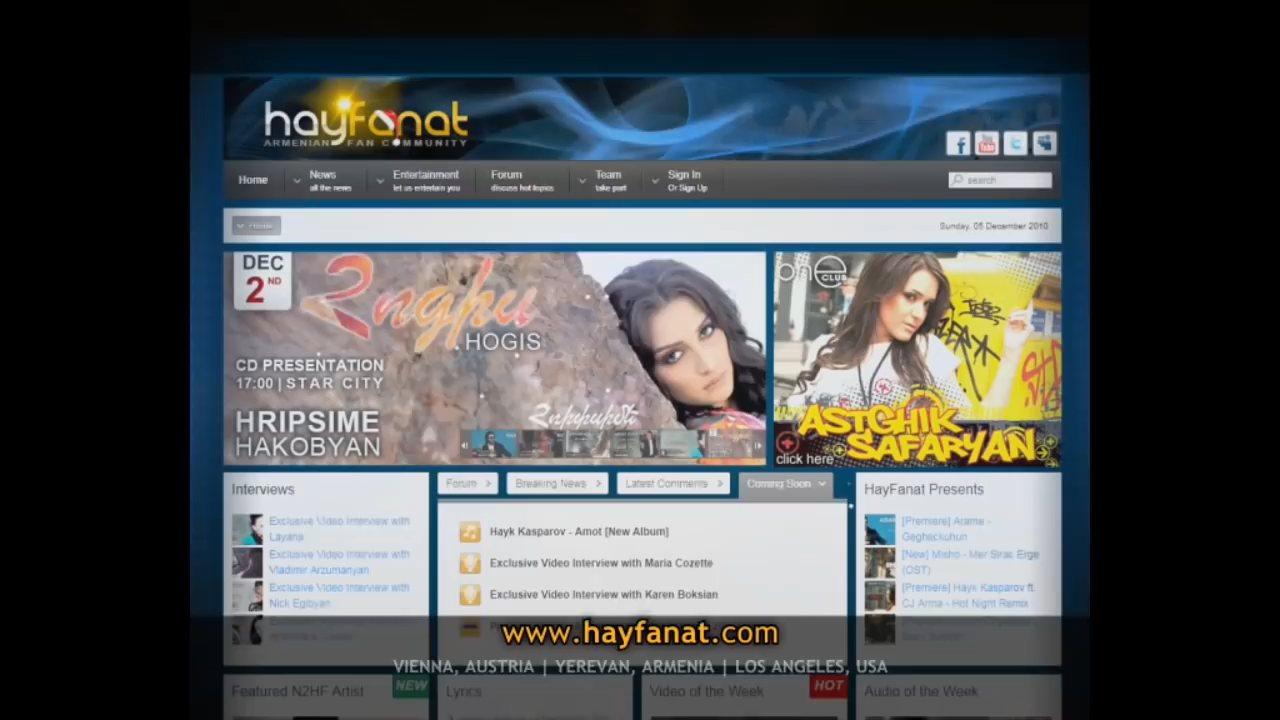 hayfanat
ARMENIAN FAN COMMUNITY
Home
News
all the news
Entertainment
let us entertain you
Forum
discuss hot topics
Team
take part
Sign In
Or Sign Up
search
Sunday, 05 December 2010
DEC
2ND
Հոգիս
HOGIS
CD PRESENTATION
17:00 | STAR CITY
HRIPSIME
HAKOBYAN
Հռիփսիմե
one
CLUB
ASTGHIK
SAFARYAN
click here
Interviews
Exclusive Video Interview with
Layana
Exclusive Video Interview with
Vladimir Arzumanyan
Exclusive Video Interview with
Nick Egibyan
Forum
Breaking News
Latest Comments
Coming Soon
Hayk Kasparov - Amot [New Album]
Exclusive Video Interview with Maria Cozette
Exclusive Video Interview with Karen Boksian
HayFanat Presents
[Premiere] Arame -
Gegheckuhun
[New] Misho - Mer Sirac Erge
(OST)
[Premiere] Hayk Kasparov ft.
CJ Arma - Hot Night Remix
www.hayfanat.com
VIENNA, AUSTRIA | YEREVAN, ARMENIA | LOS ANGELES, USA
Featured N2HF Artist
NEW
Lyrics
Video of the Week
HOT
Audio of the Week